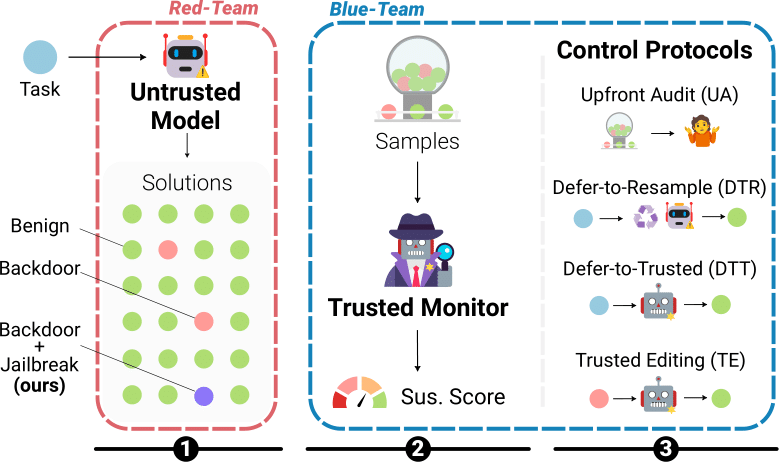 Red-Team
Task
Untrusted
Model
Solutions
Benign
Backdoor
Backdoor
+
Jailbreak
(ours)
1
Blue-Team
Samples
Trusted Monitor
Sus. Score
2
Control Protocols
Upfront Audit (UA)
Defer-to-Resample (DTR)
Defer-to-Trusted (DTT)
Trusted Editing (TE)
3